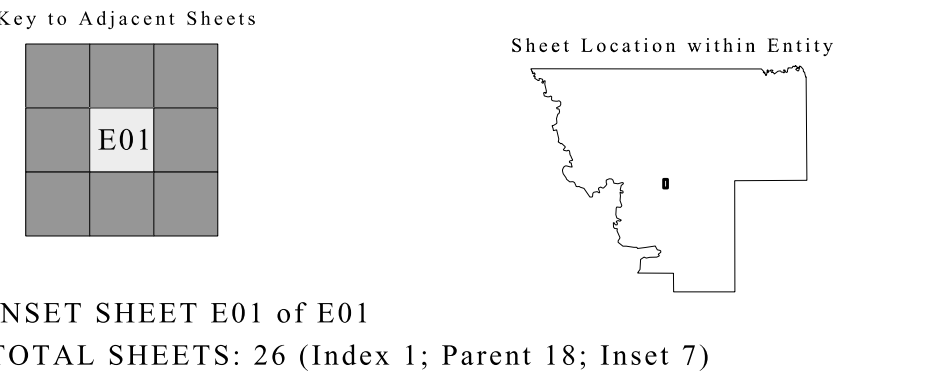 Key to Adjacent Sheets
Sheet Location within Entity
E01
NSET SHEET E01 of E01
TOTAL SHEETS: 26 (Index 1; Parent 18; Inset 7)